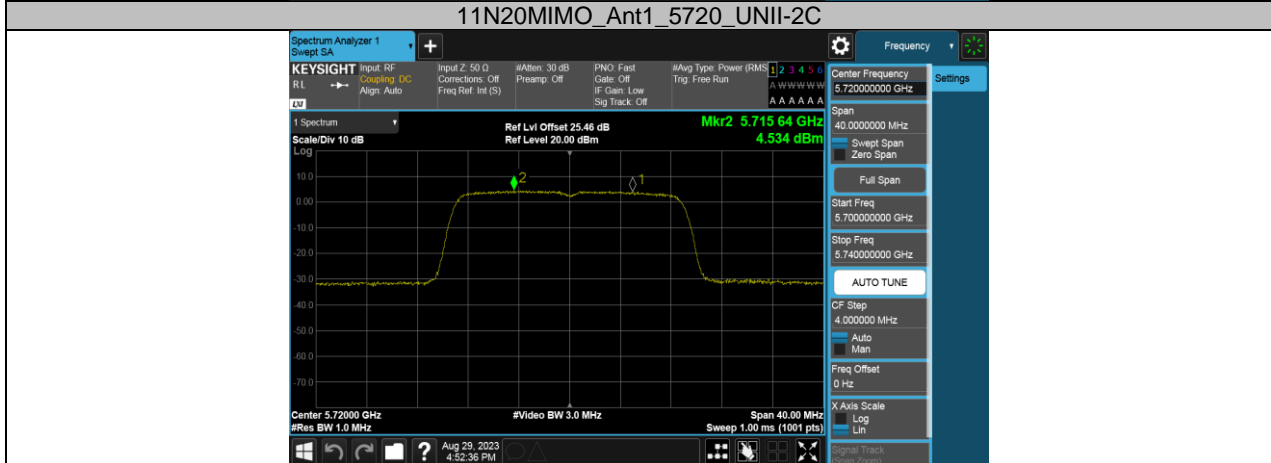 11N20MIMO_Ant1_5720_UNII-2C
Spectrum Analyzer 1
Swept SA
+
Frequency
KEYSIGHT
RL
LXI
Input: RF
Coupling: DC
Align: Auto
Input Z: 50 Ω
Corrections: Off
Freq Ref: Int (S)
#Atten: 30 dB
Preamp: Off
PNO: Fast
Gate: Off
IF Gain: Low
Sig Track: Off
#Avg Type: Power (RMS
Trig: Free Run
1 2 3 4 5 6
A W W W W W
A A A A A A
1 Spectrum
Scale/Div 10 dB
Log
Ref Lvl Offset 25.46 dB
Ref Level 20.00 dBm
Mkr2 5.715 64 GHz
4.534 dBm
10.0
0.00
-10.0
-20.0
-30.0
-40.0
-50.0
-60.0
-70.0
2
1
Center 5.72000 GHz
#Res BW 1.0 MHz
#Video BW 3.0 MHz
Span 40.00 MHz
Sweep 1.00 ms (1001 pts)
?
Aug 29, 2023
4:52:36 PM
Center Frequency
5.720000000 GHz
Settings
Span
40.0000000 MHz
Swept Span
Zero Span
Full Span
Start Freq
5.700000000 GHz
Stop Freq
5.740000000 GHz
AUTO TUNE
CF Step
4.000000 MHz
Auto
Man
Freq Offset
0 Hz
X Axis Scale
Log
Lin
Signal Track
(Span Zoom)